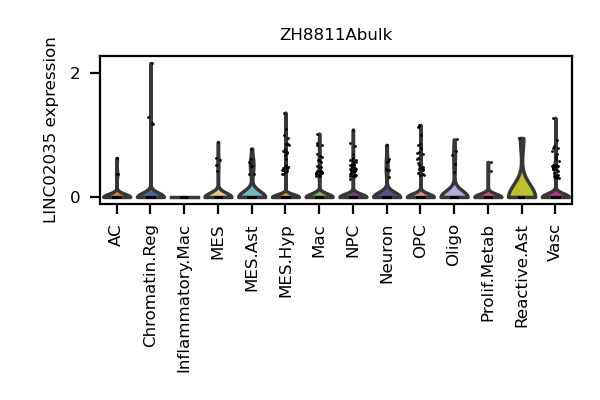 ZH8811Abulk
LINC02035 expression
2
0
AC
Chromatin.Reg
Inflammatory.Mac
MES
MES.Ast
MES.Hyp
Mac
NPC
Neuron
OPC
Oligo
Prolif.Metab
Reactive.Ast
Vasc